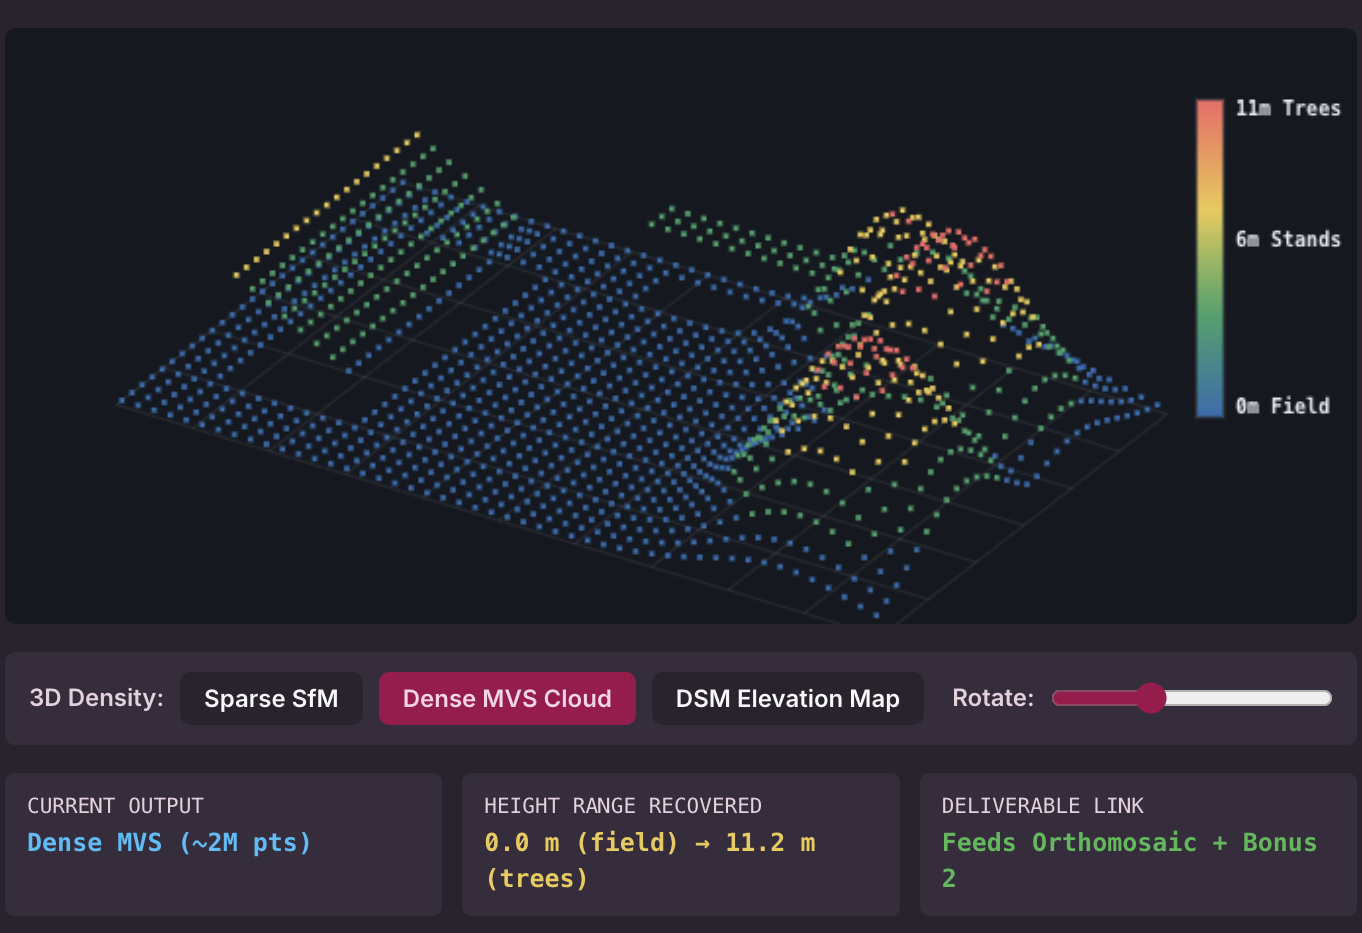 11m Trees
6m Stands
0m Field
3D Density:
Sparse SfM
Dense MVS Cloud
DSM Elevation Map
Rotate:
CURRENT OUTPUT
Dense MVS (~2M pts)
HEIGHT RANGE RECOVERED
0.0 m (field) → 11.2 m
(trees)
DELIVERABLE LINK
Feeds Orthomosaic + Bonus
2